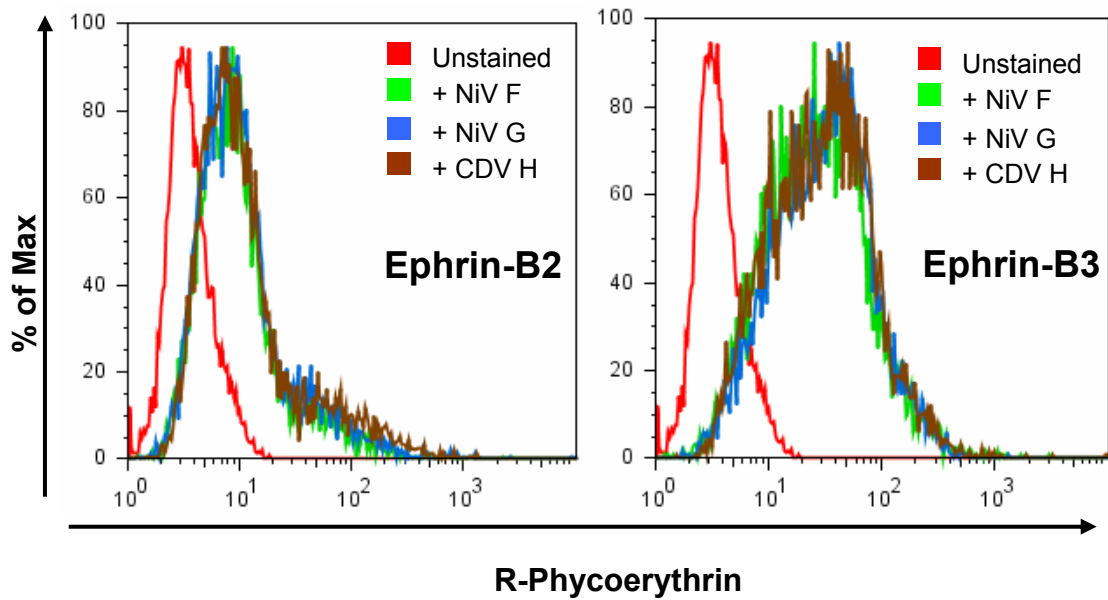 % of Max
100
80
60
40
20
0
10⁰ 10¹ 10² 10³
Unstained
+ NiV F
+ NiV G
+ CDV H
Ephrin-B2
100
80
60
40
20
0
10⁰ 10¹ 10² 10³
Unstained
+ NiV F
+ NiV G
+ CDV H
Ephrin-B3
R-Phycoerythrin